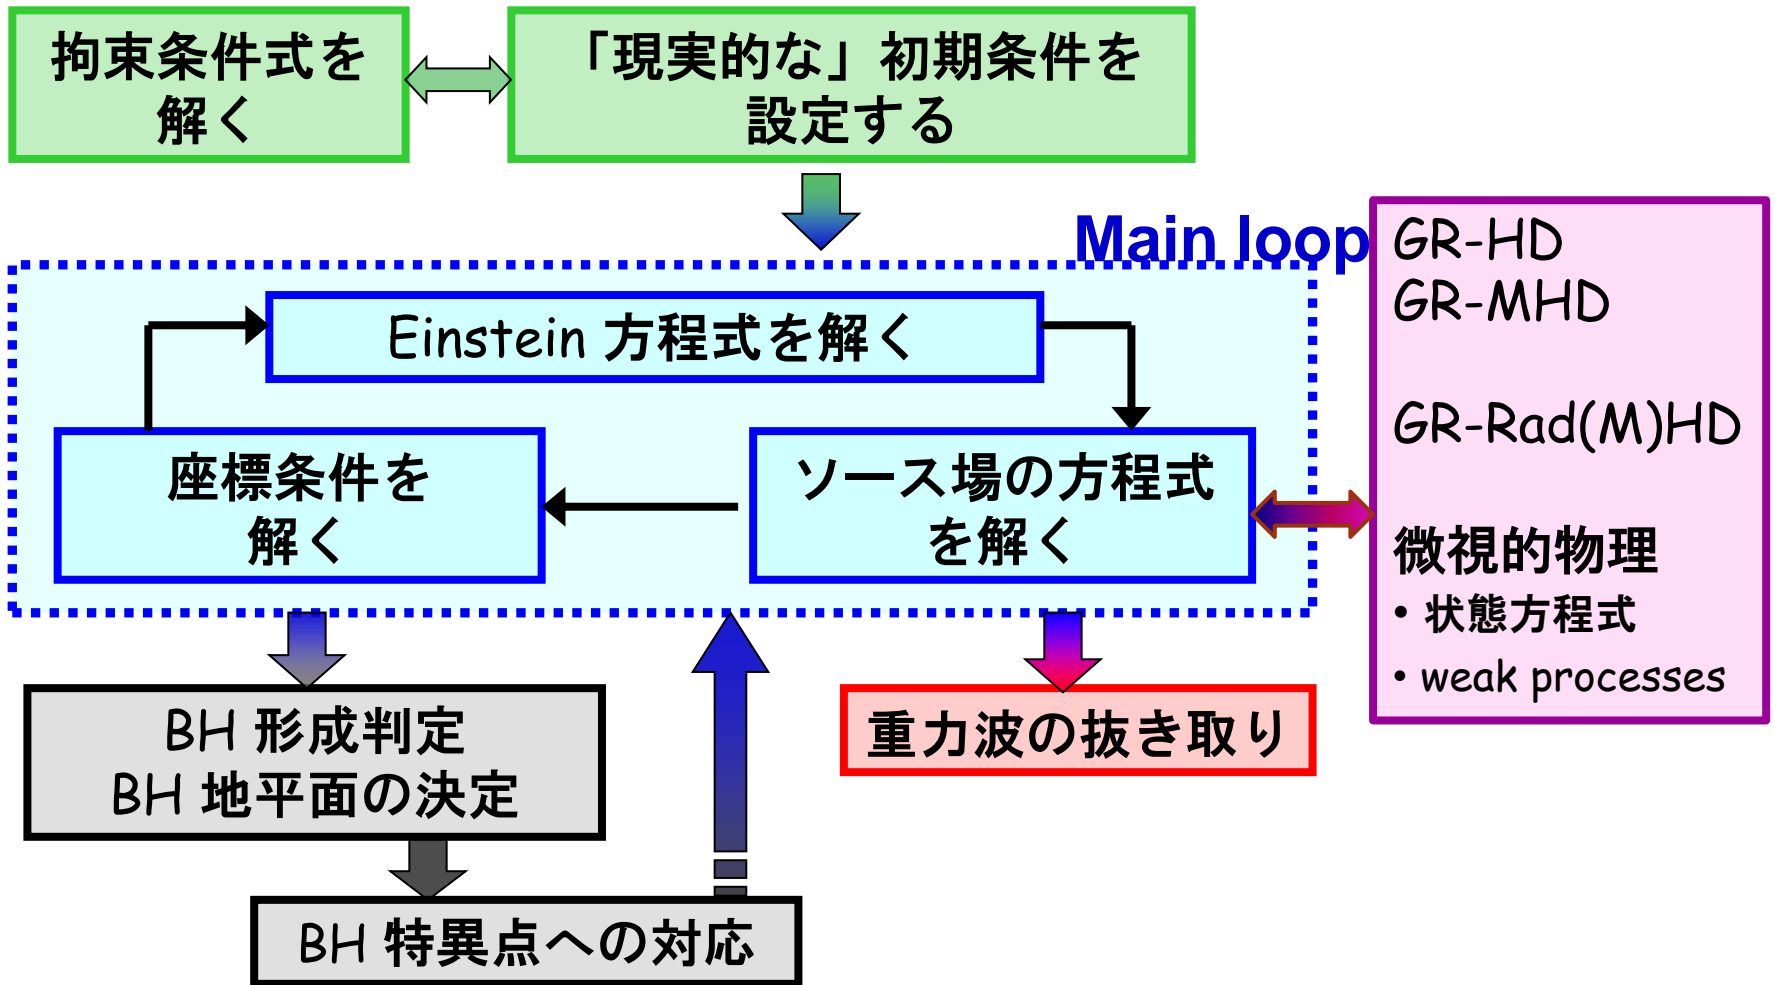 拘束条件式を
解く
「現実的な」初期条件を
設定する
Main loop
Einstein 方程式を解く
座標条件を
解く
ソース場の方程式
を解く
GR-HD
GR-MHD
GR-Rad(M)HD
微視的物理
• 状態方程式
• weak processes
BH 形成判定
BH 地平面の決定
重力波の抜き取り
BH 特異点への対応